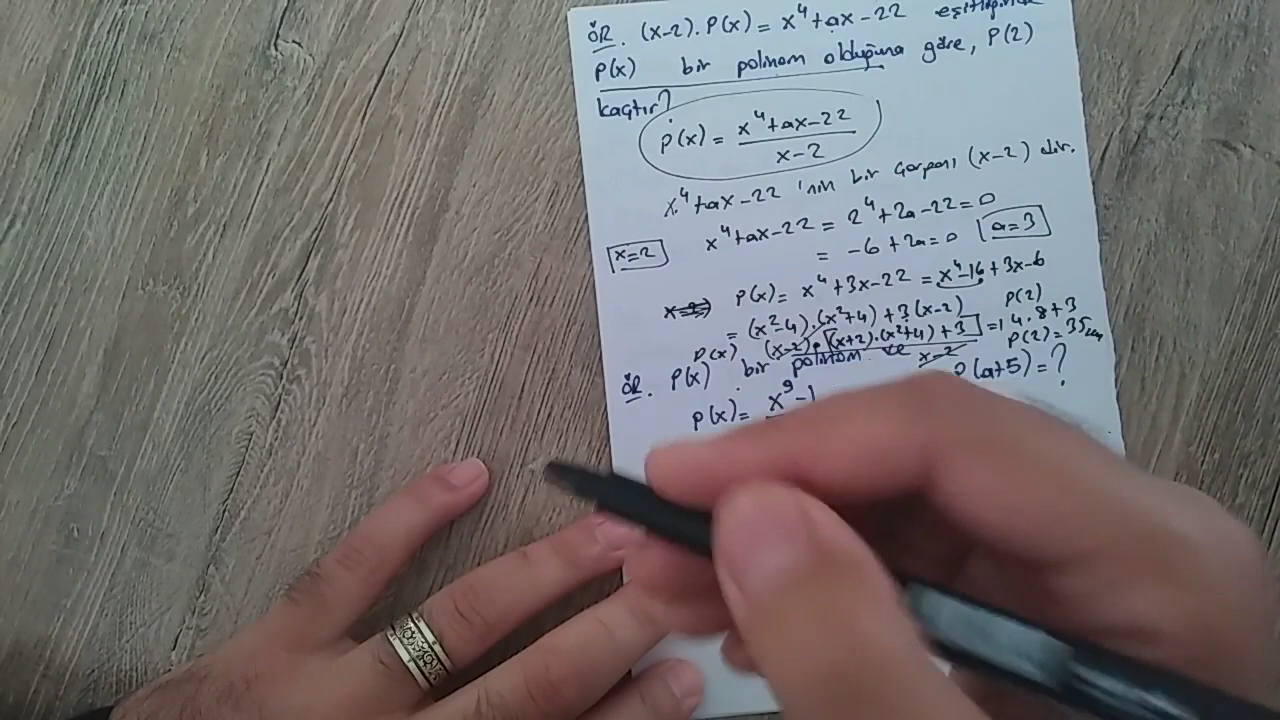 ÖR. (x-2). P(x) = x⁴+ax-22
P(x) bir polinom olduğuna göre, P(2)
kaçtır?
P(x) = \frac{x⁴+ax-22}{x-2}
x⁴+ax-22 'nin bir çarpanı (x-2) dir.
x=2 x⁴+ax-22 = 2⁴+2a-22=0
= -6+2a=0 a=3
P(x)= x⁴+3x-22 = x⁴-16+3x-6
= (x²-4).(x²+4)+3(x-2) P(2)
P(x) (x-2). (x+2).(x²+4)+3 = 4.8+3
x-2 P(2)=35
ÖR. P(x) bir polinom ve P(a+5)=?
P(x)= x⁹-1